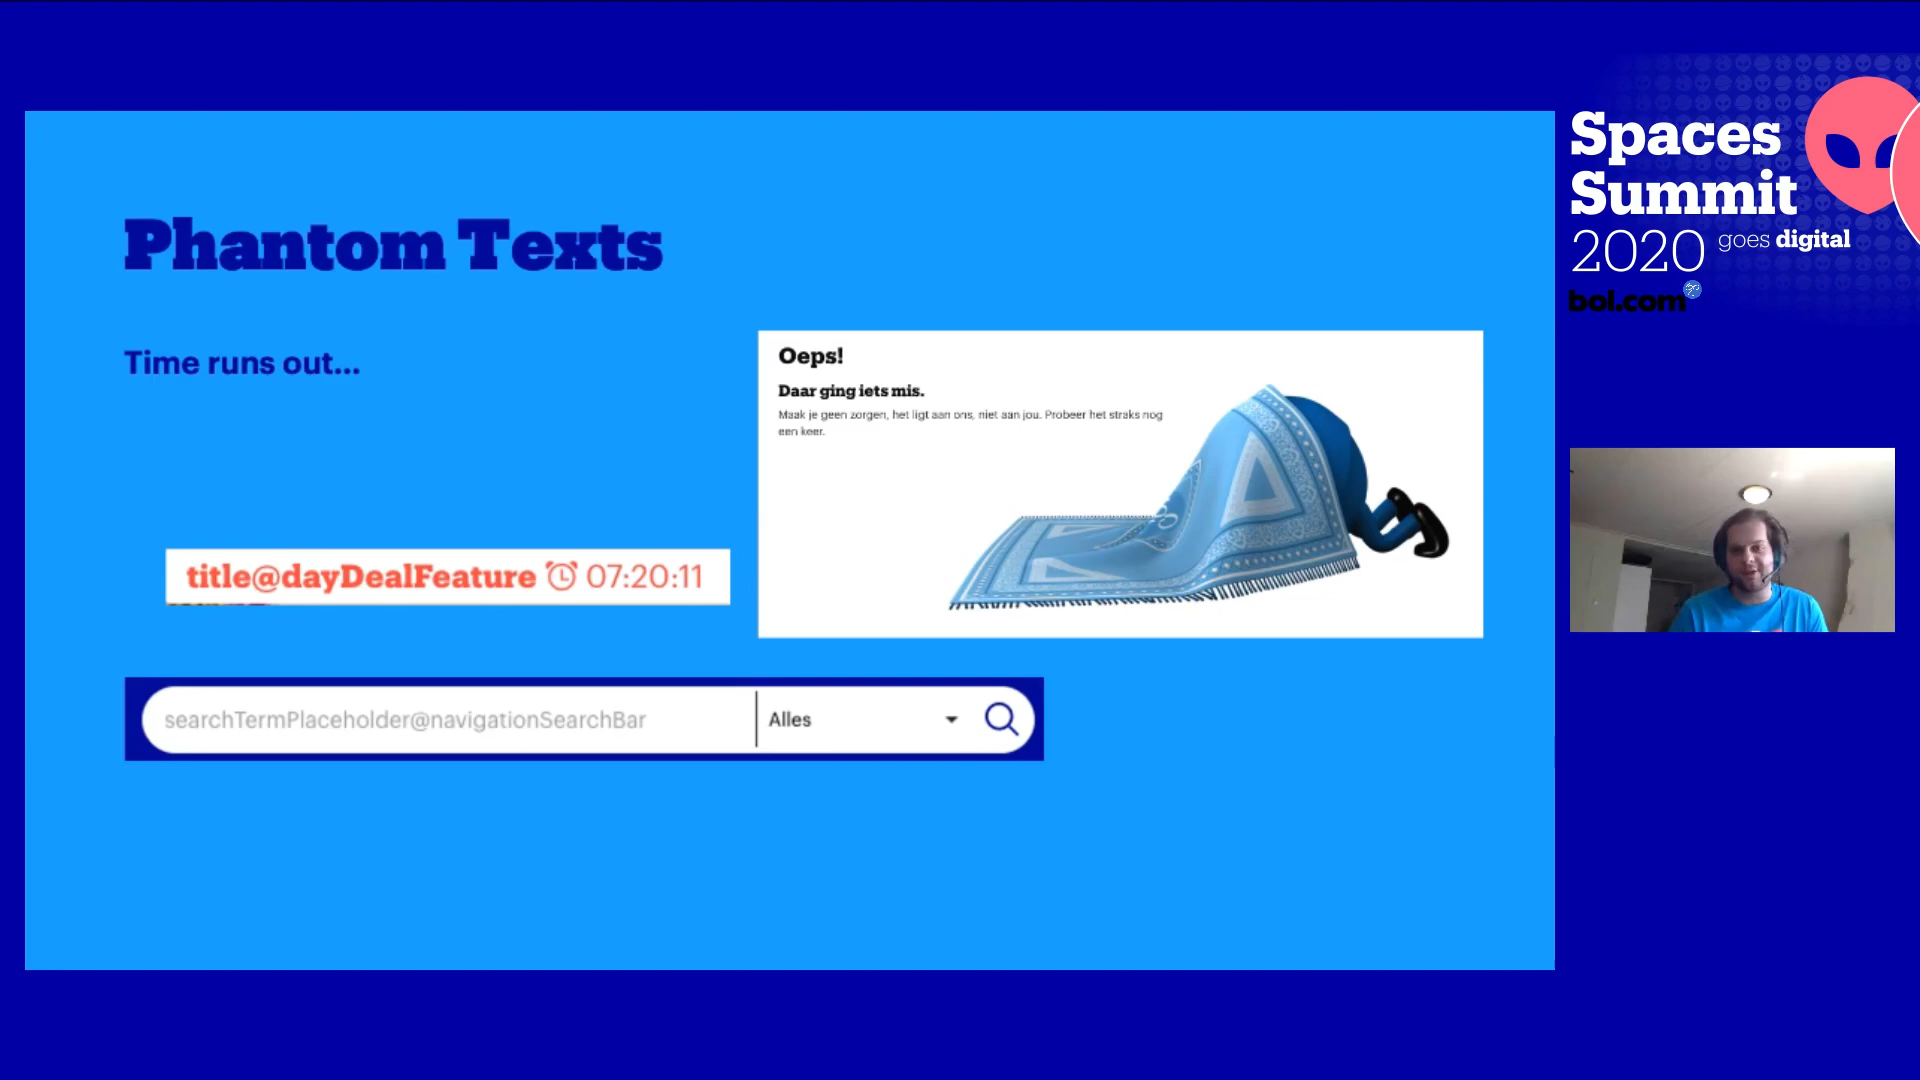 Phantom Texts
Time runs out...
Oeps!
Daar ging iets mis.
Maak je geen zorgen, het ligt aan ons, niet aan jou. Probeer het straks nog
een keer.
title@dayDealFeature 07:20:11
searchTermPlaceholder@navigationSearchBar Alles
Spaces
Summit
2020 goes digital
bol.com